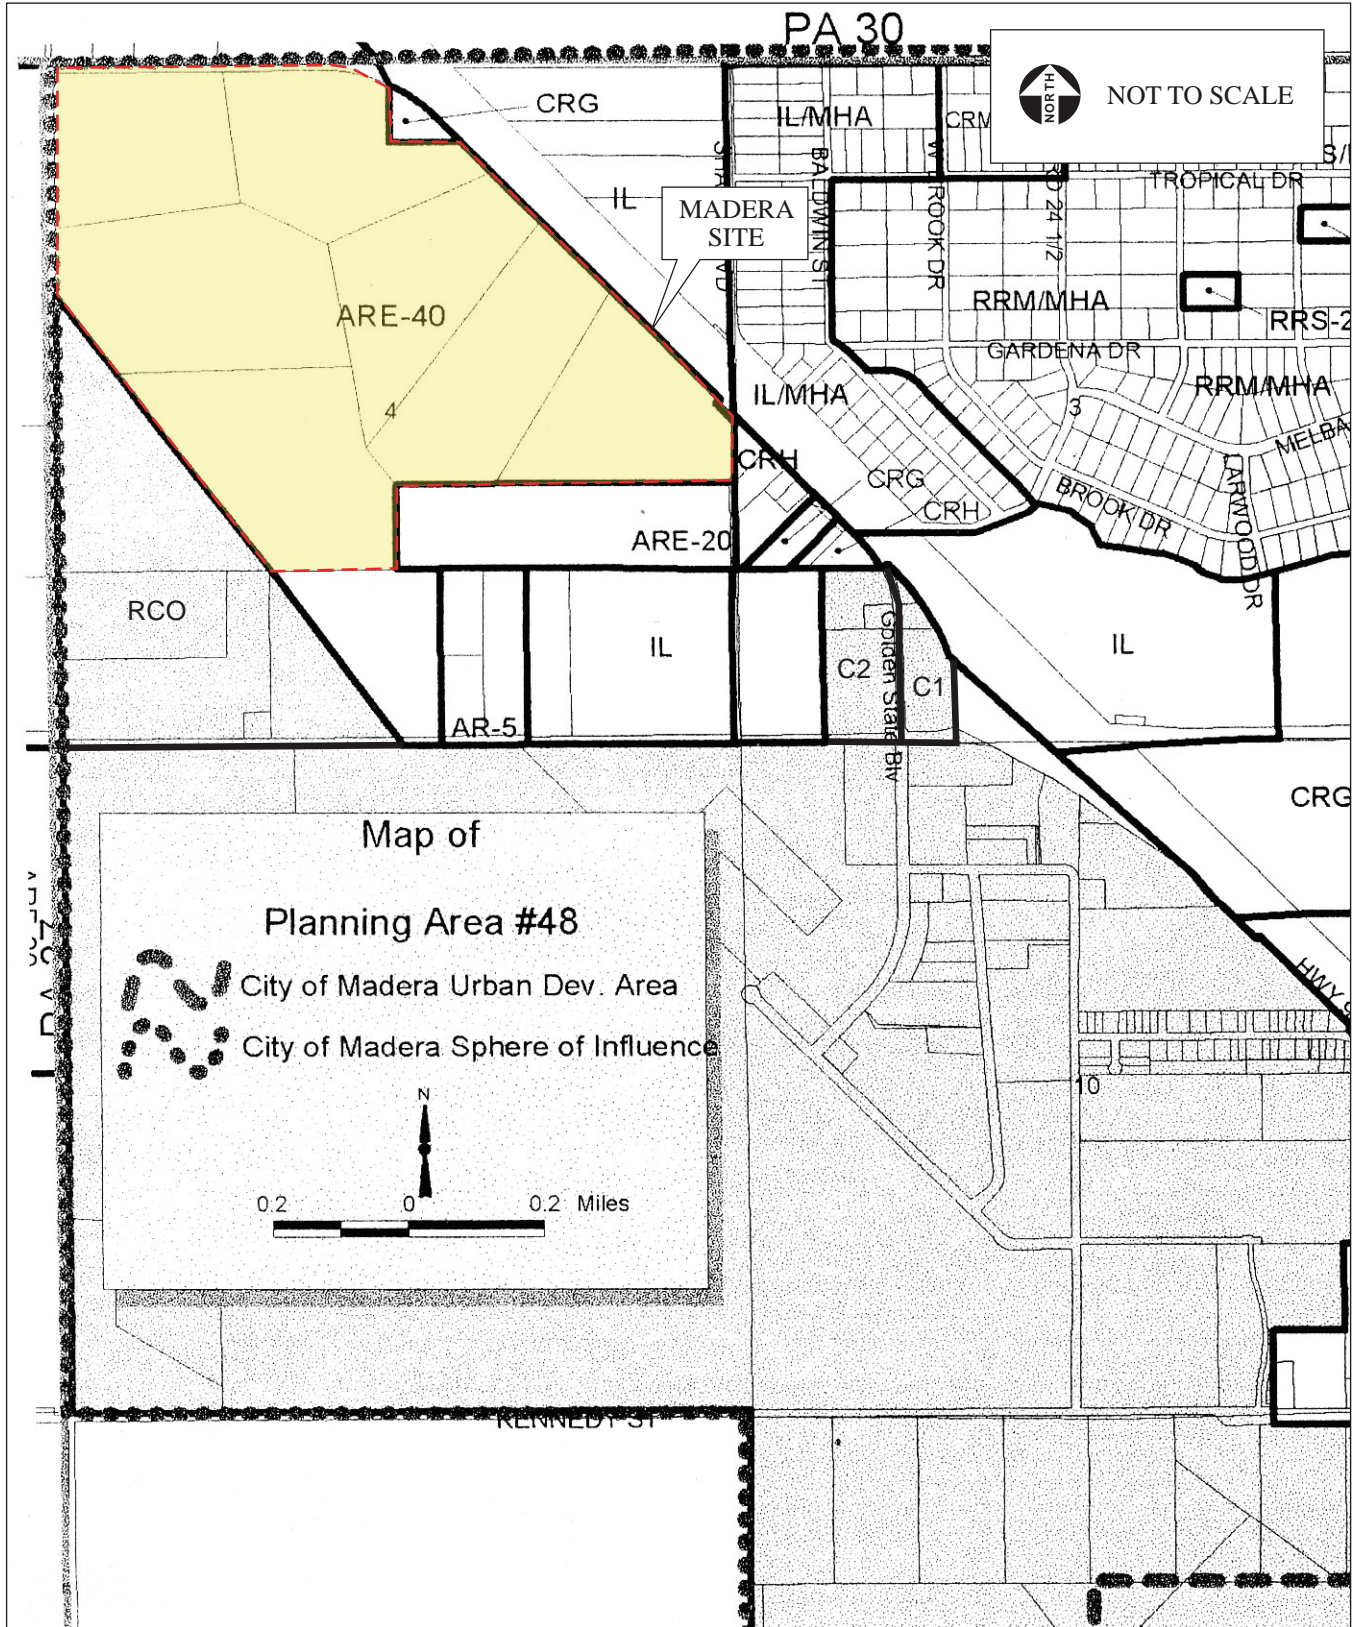 PA 30
NORTH
NOT TO SCALE
CRG
IL/MHA
CRM
TROPICAL DR
BALDWIN ST
RD 24 1/2
IL
MADERA
SITE
ARE-40
RRM/MHA
RRS-2
GARDENA DR
RRM/MHA
IL/MHA
4
3
MELBA
CRH
CRG
CRH
BROOK DR
ARWOOD DR
ARE-20
RCO
IL
IL
C2
C1
Golden State Blv
AR-5
CRG
Map of
Planning Area #48
City of Madera Urban Dev. Area
City of Madera Sphere of Influence
HWY
N
10
0.2 0 0.2 Miles
KENNEDY ST